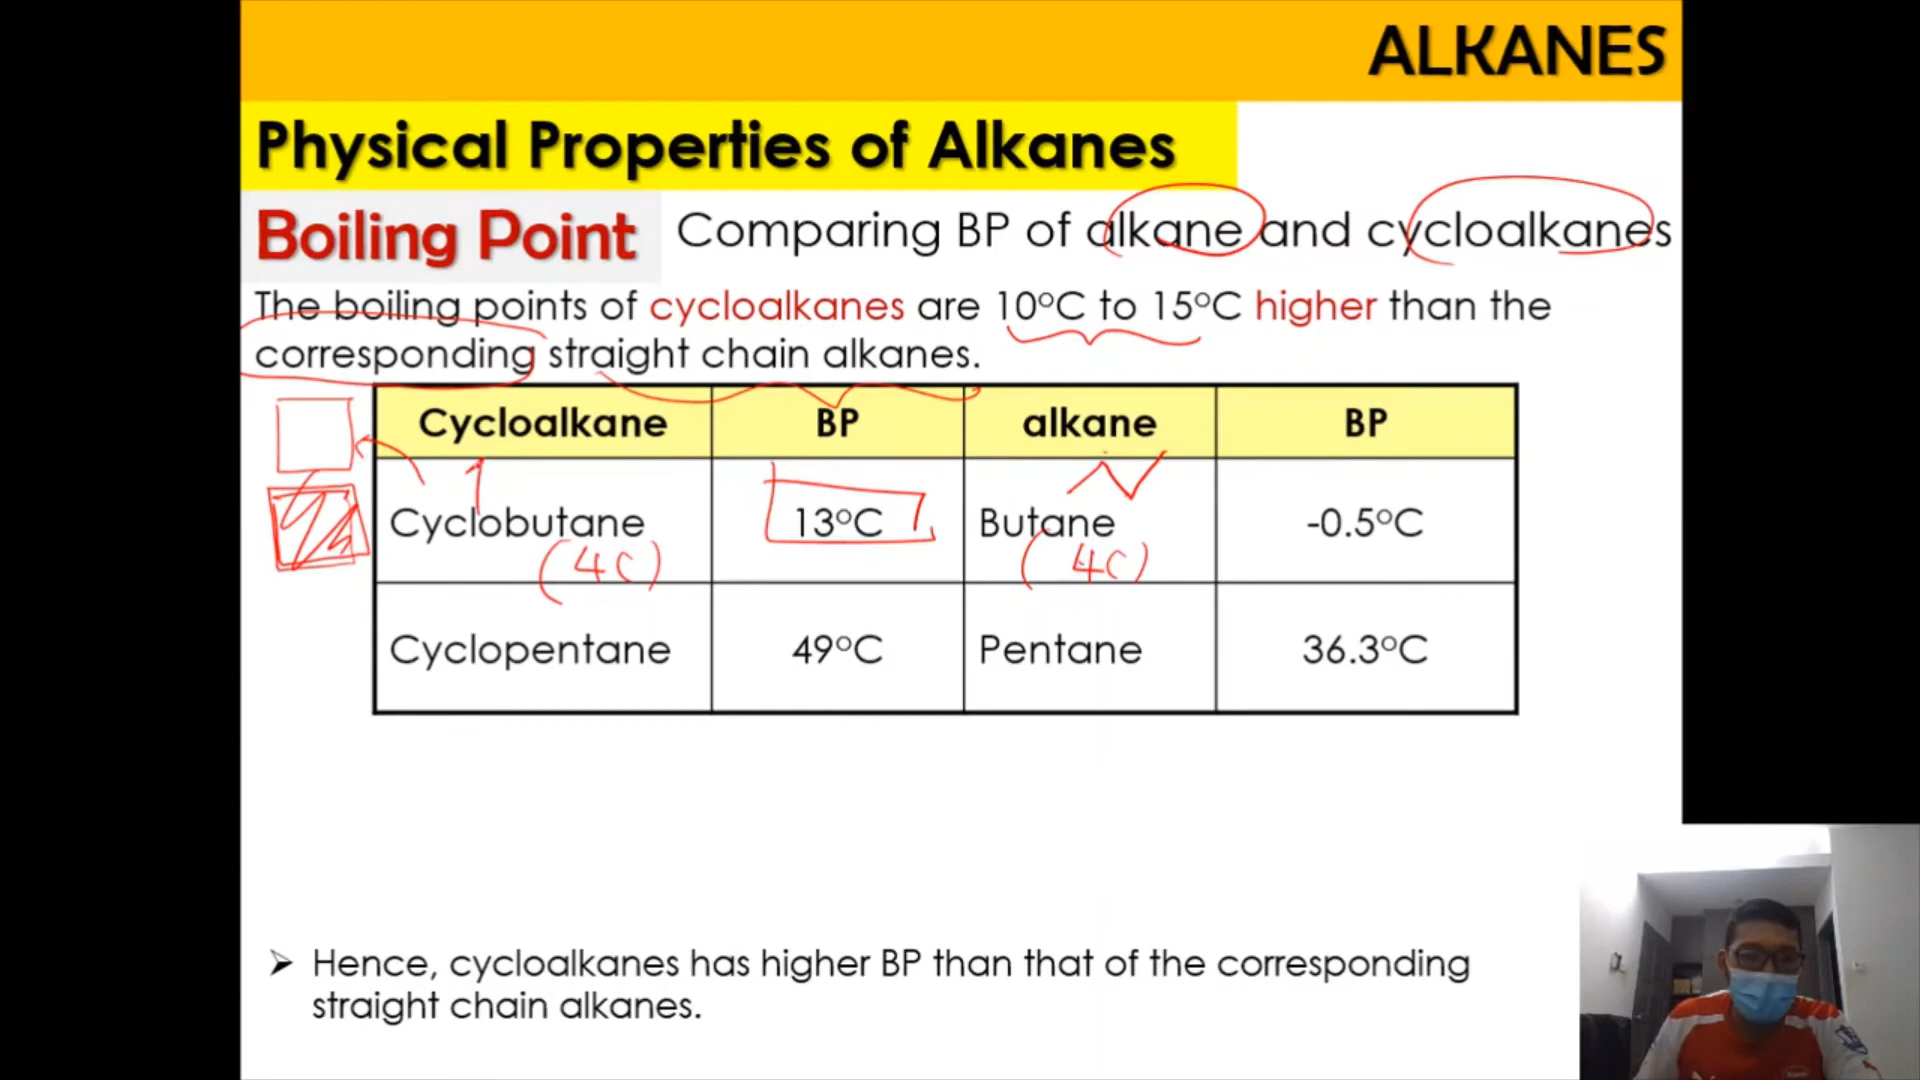 ALKANES
Physical Properties of Alkanes
Boiling Point Comparing BP of alkane and cycloalkanes
The boiling points of cycloalkanes are 10°C to 15°C higher than the
corresponding straight chain alkanes.
Cycloalkane BP alkane BP
Cyclobutane 13°C Butane -0.5°C
(4C) (4C)
Cyclopentane 49°C Pentane 36.3°C
➢ Hence, cycloalkanes has higher BP than that of the corresponding
straight chain alkanes.